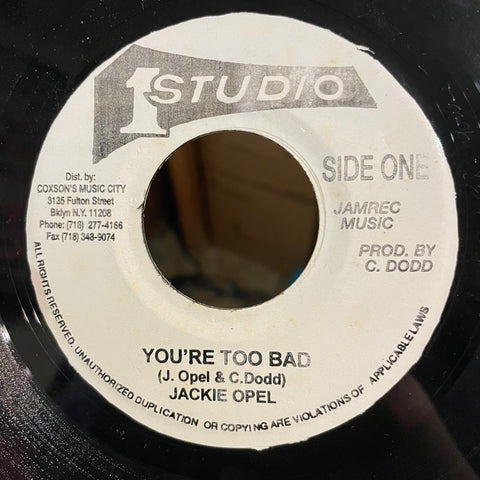 1 STUDIO
SIDE ONE
Dist. by:
COXSON'S MUSIC CITY
3135 Fulton Street
Bklyn N.Y. 11208
Phone: (718) 277-4166
Fax (718) 348-9074
JAMREC
MUSIC
PROD. BY
C. DODD
YOU'RE TOO BAD
(J. Opel & C.Dodd)
JACKIE OPEL
ALL RIGHTS RESERVED, UNAUTHORIZED DUPLICATION OR COPYING ARE VIOLATIONS OF APPLICABLE LAWS